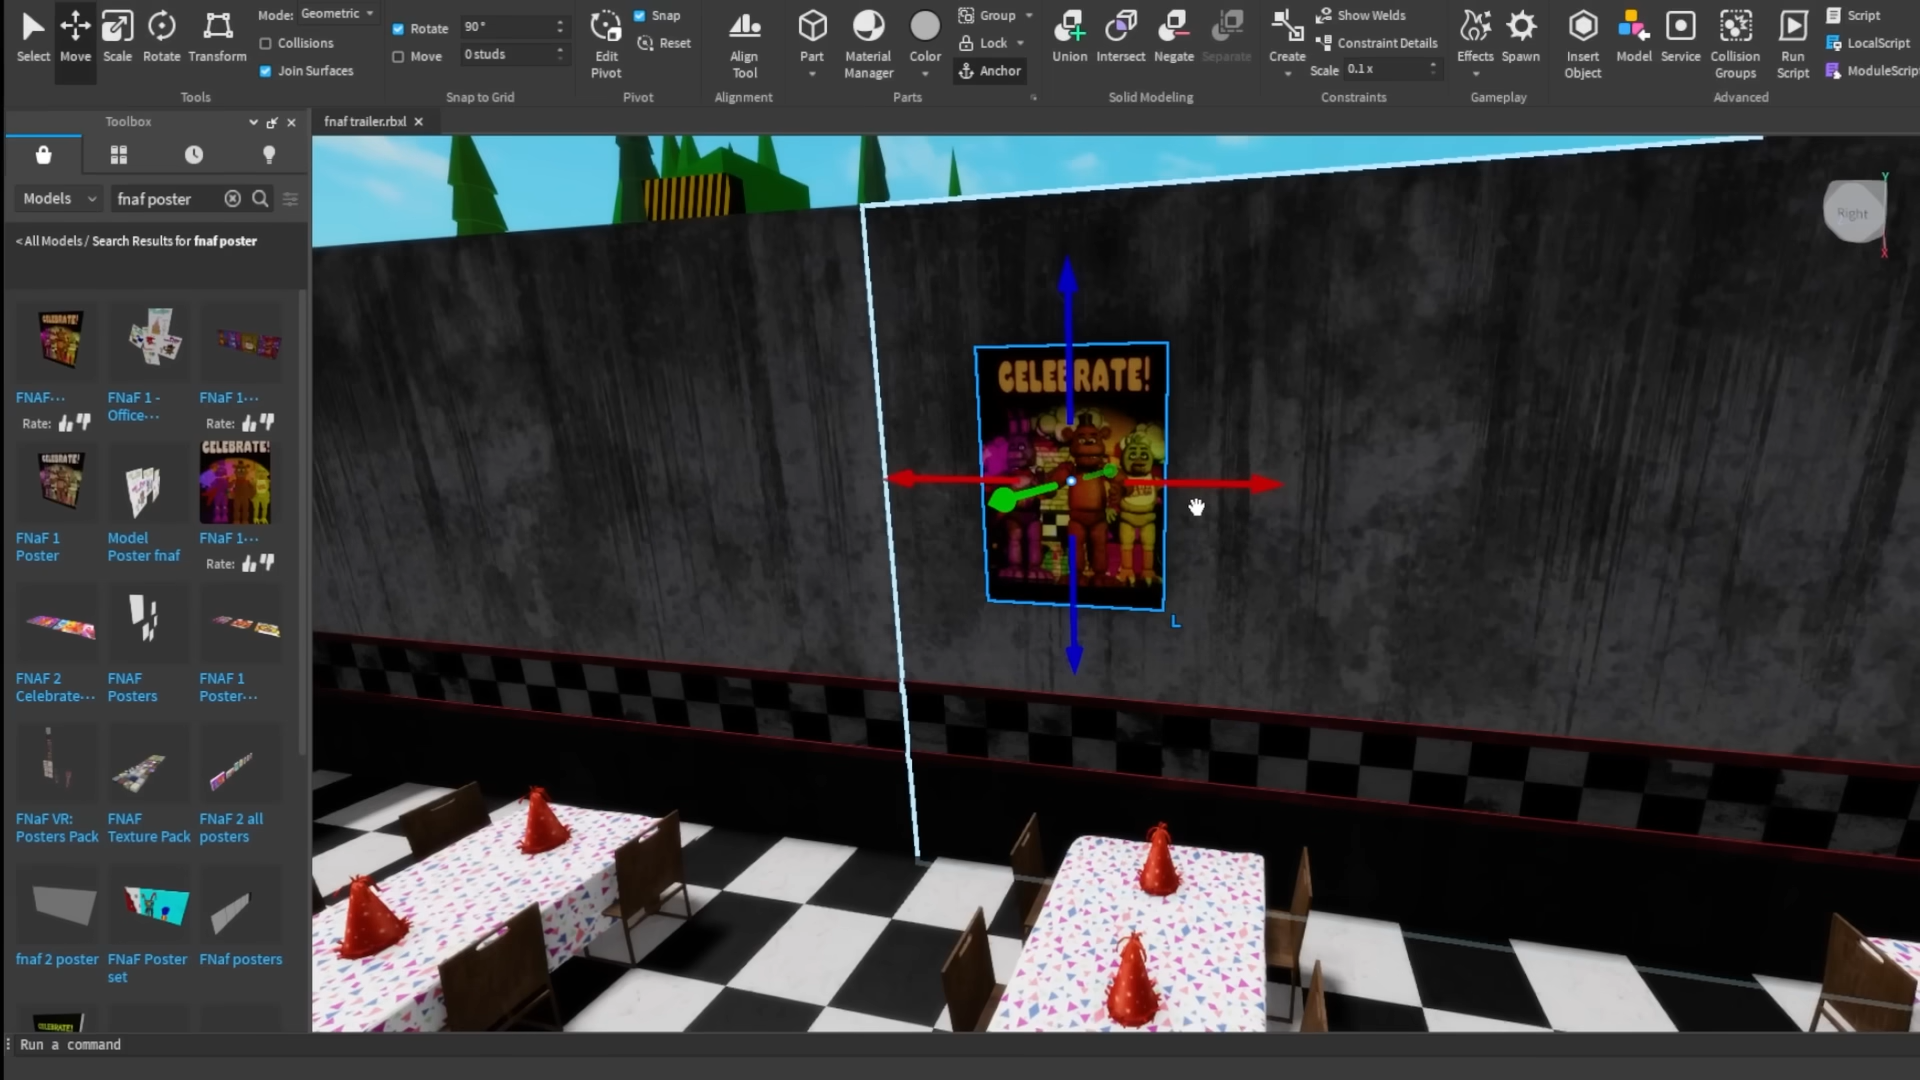 Mode: Geometric
Collisions
Join Surfaces
Select
Move
Scale
Rotate
Transform
Tools
Rotate 90°
Move 0 studs
Snap to Grid
Edit Pivot
Snap
Reset
Pivot
Align Tool
Alignment
Part
Material Manager
Color
Group
Lock
Anchor
Parts
Union
Intersect
Negate
Separate
Solid Modeling
Create
Show Welds
Constraint Details
Scale 0.1 x
Constraints
Effects
Spawn
Gameplay
Insert Object
Model
Service
Collision Groups
Run Script
Script
LocalScript
ModuleScript
Advanced
Toolbox
fnaf trailer.rbxl
Models
fnaf poster
< All Models / Search Results for fnaf poster
CELEBRATE!
FNAF···
Rate:
FNaF 1 -
Office···
FNaF 1···
Rate:
CELEBRATE!
CELEBRATE!
FNaF 1
Poster
Model
Poster fnaf
FNaF 1···
Rate:
FNAF 2
Celebrate···
FNAF
Posters
FNAF 1
Poster···
FNaF VR:
Posters Pack
FNAF
Texture Pack
FNaF 2 all
posters
fnaf 2 poster
FNaF Poster
set
FNaf posters
CELEBRATE!
CELEBRATE!
L
Right
Y
X
Run a command